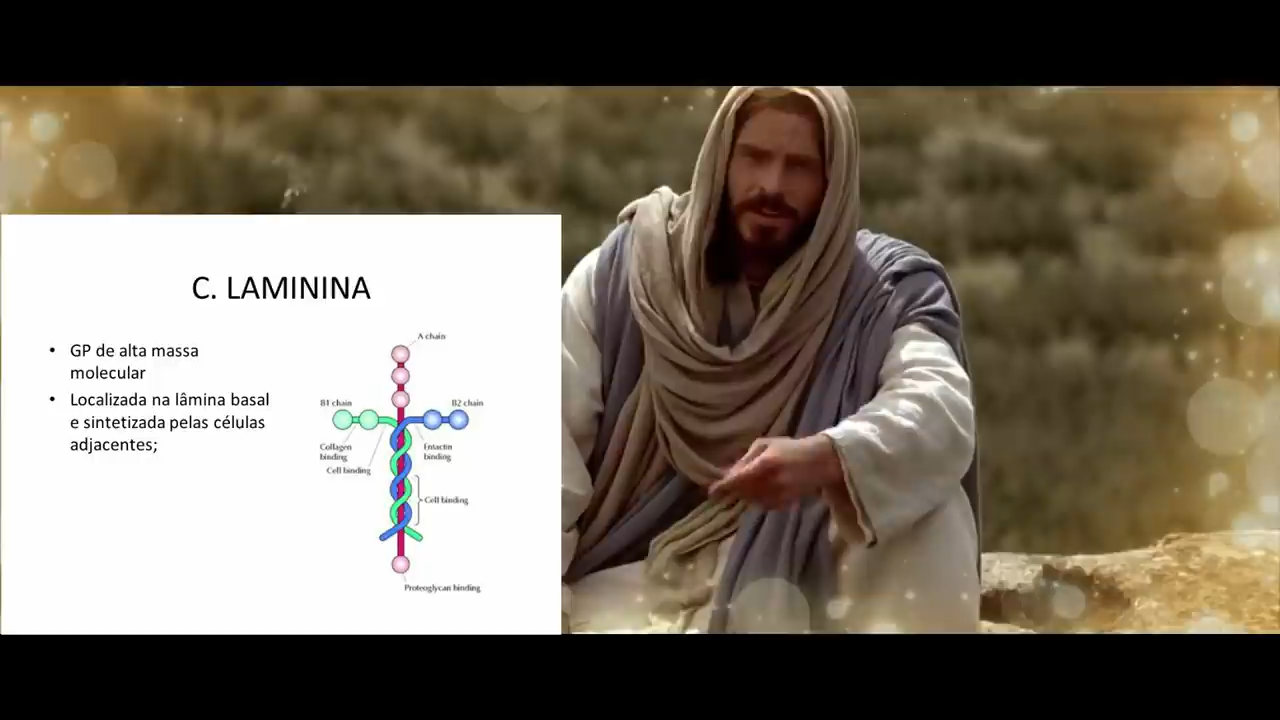 C. LAMININA
• GP de alta massa
molecular
• Localizada na lâmina basal
e sintetizada pelas células
adjacentes;
A chain
B1 chain
B2 chain
Collagen
binding
Entactin
binding
Cell binding
Cell binding
Proteoglycan binding